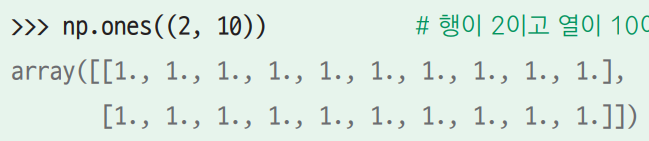 >>> np.ones((2, 10)) # 행이 2이고 열이 10
array([[1., 1., 1., 1., 1., 1., 1., 1., 1., 1.],
[1., 1., 1., 1., 1., 1., 1., 1., 1., 1.]])